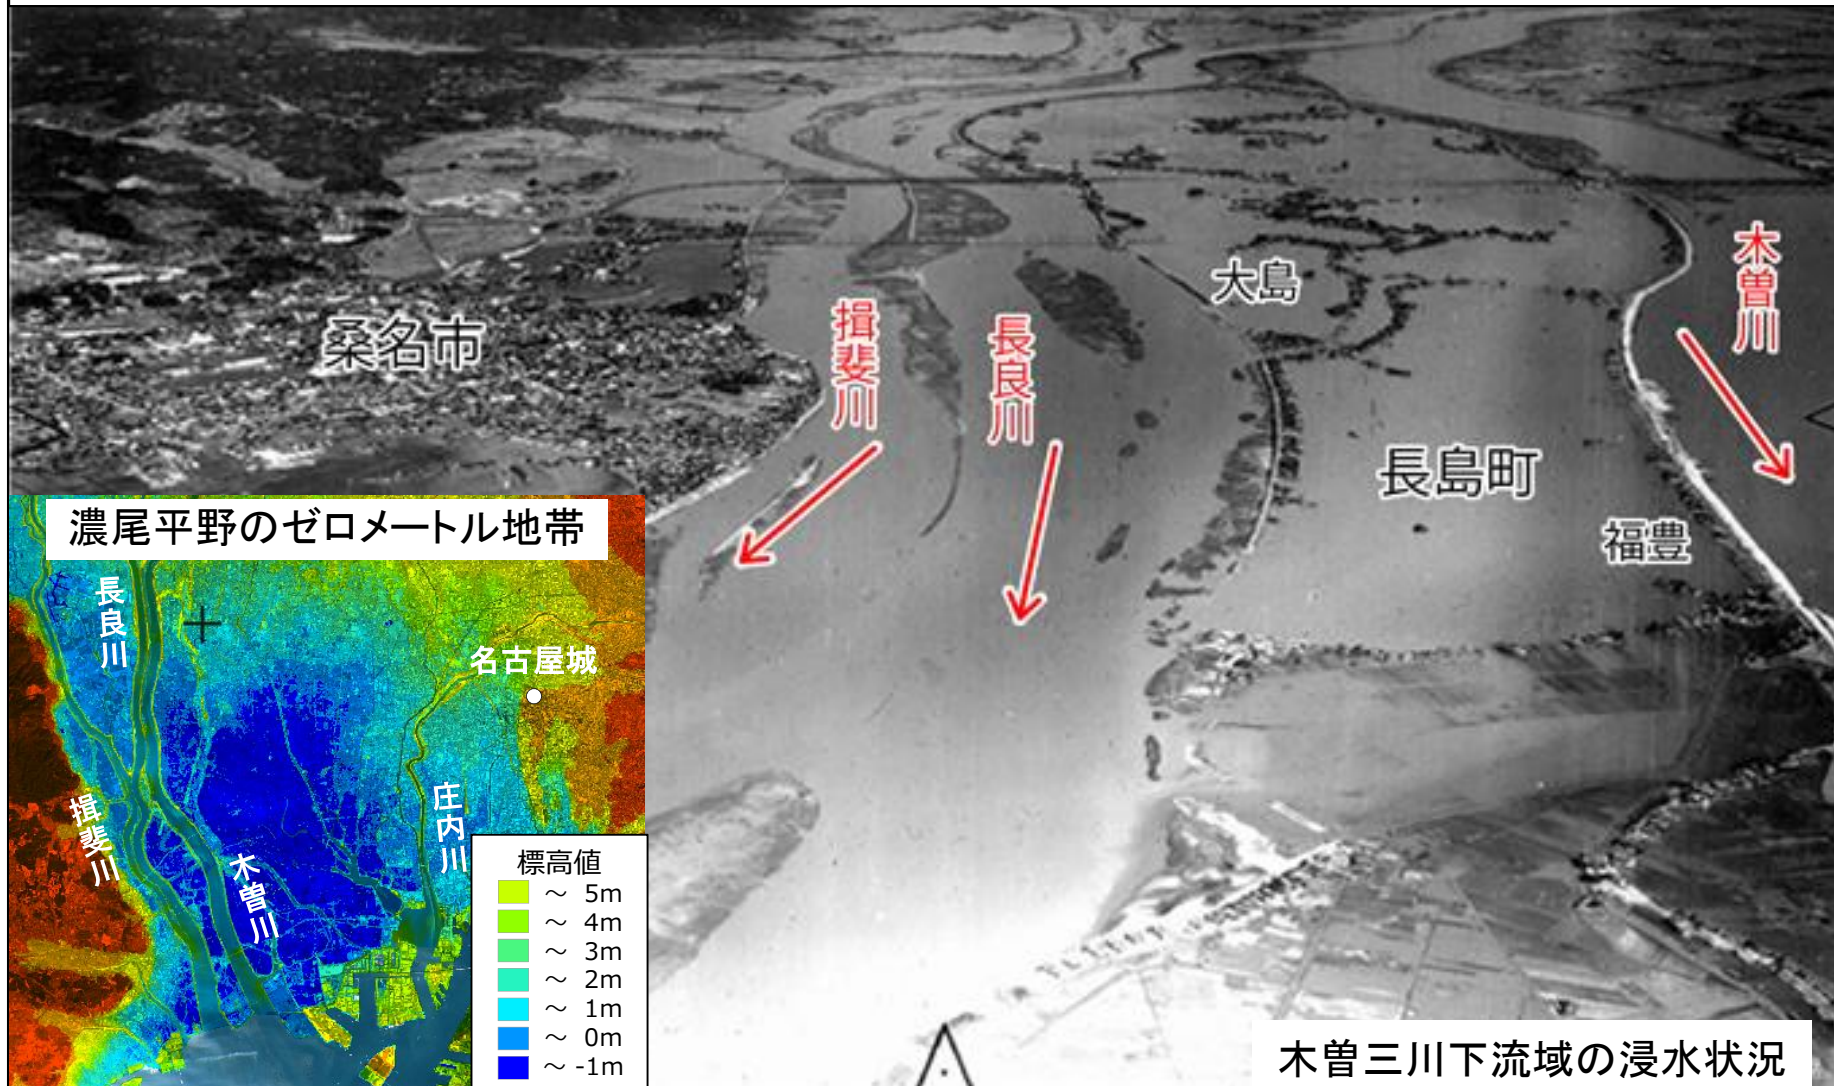 桑名市
揖斐川
長良川
大島
木曽川
長島町
福豊
濃尾平野のゼロメートル地帯
長良川
名古屋城
揖斐川
木曽川
庄内川
標高値
～ 5m
～ 4m
～ 3m
～ 2m
～ 1m
～ 0m
～ -1m
木曽三川下流域の浸水状況